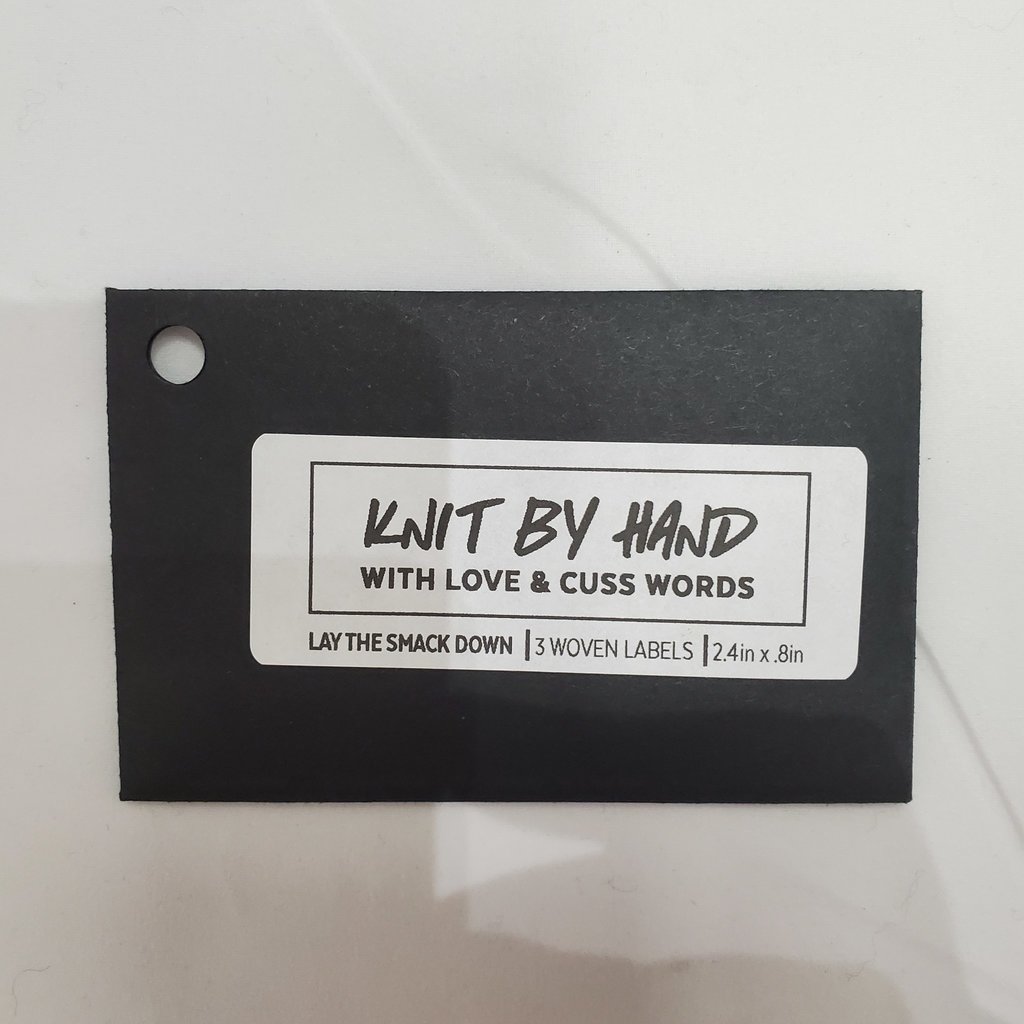 KNIT BY HAND
WITH LOVE & CUSS WORDS
LAY THE SMACK DOWN | 3 WOVEN LABELS | 2.4in x .8in